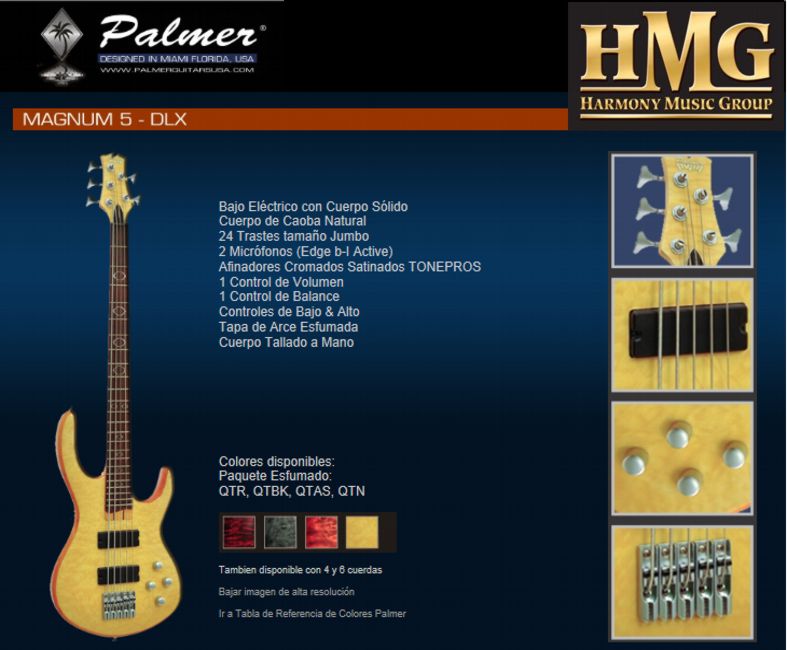 Palmer®
DESIGNED IN MIAMI FLORIDA, USA
WWW.PALMERGUITARSUSA.COM
HMG
HARMONY MUSIC GROUP
MAGNUM 5 - DLX
Bajo Eléctrico con Cuerpo Sólido
Cuerpo de Caoba Natural
24 Trastes tamaño Jumbo
2 Micrófonos (Edge b-I Active)
Afinadores Cromados Satinados TONEPROS
1 Control de Volumen
1 Control de Balance
Controles de Bajo & Alto
Tapa de Arce Esfumada
Cuerpo Tallado a Mano
Colores disponibles:
Paquete Esfumado:
QTR, QTBK, QTAS, QTN
Tambien disponible con 4 y 6 cuerdas
Bajar imagen de alta resolución
Ir a Tabla de Referencia de Colores Palmer